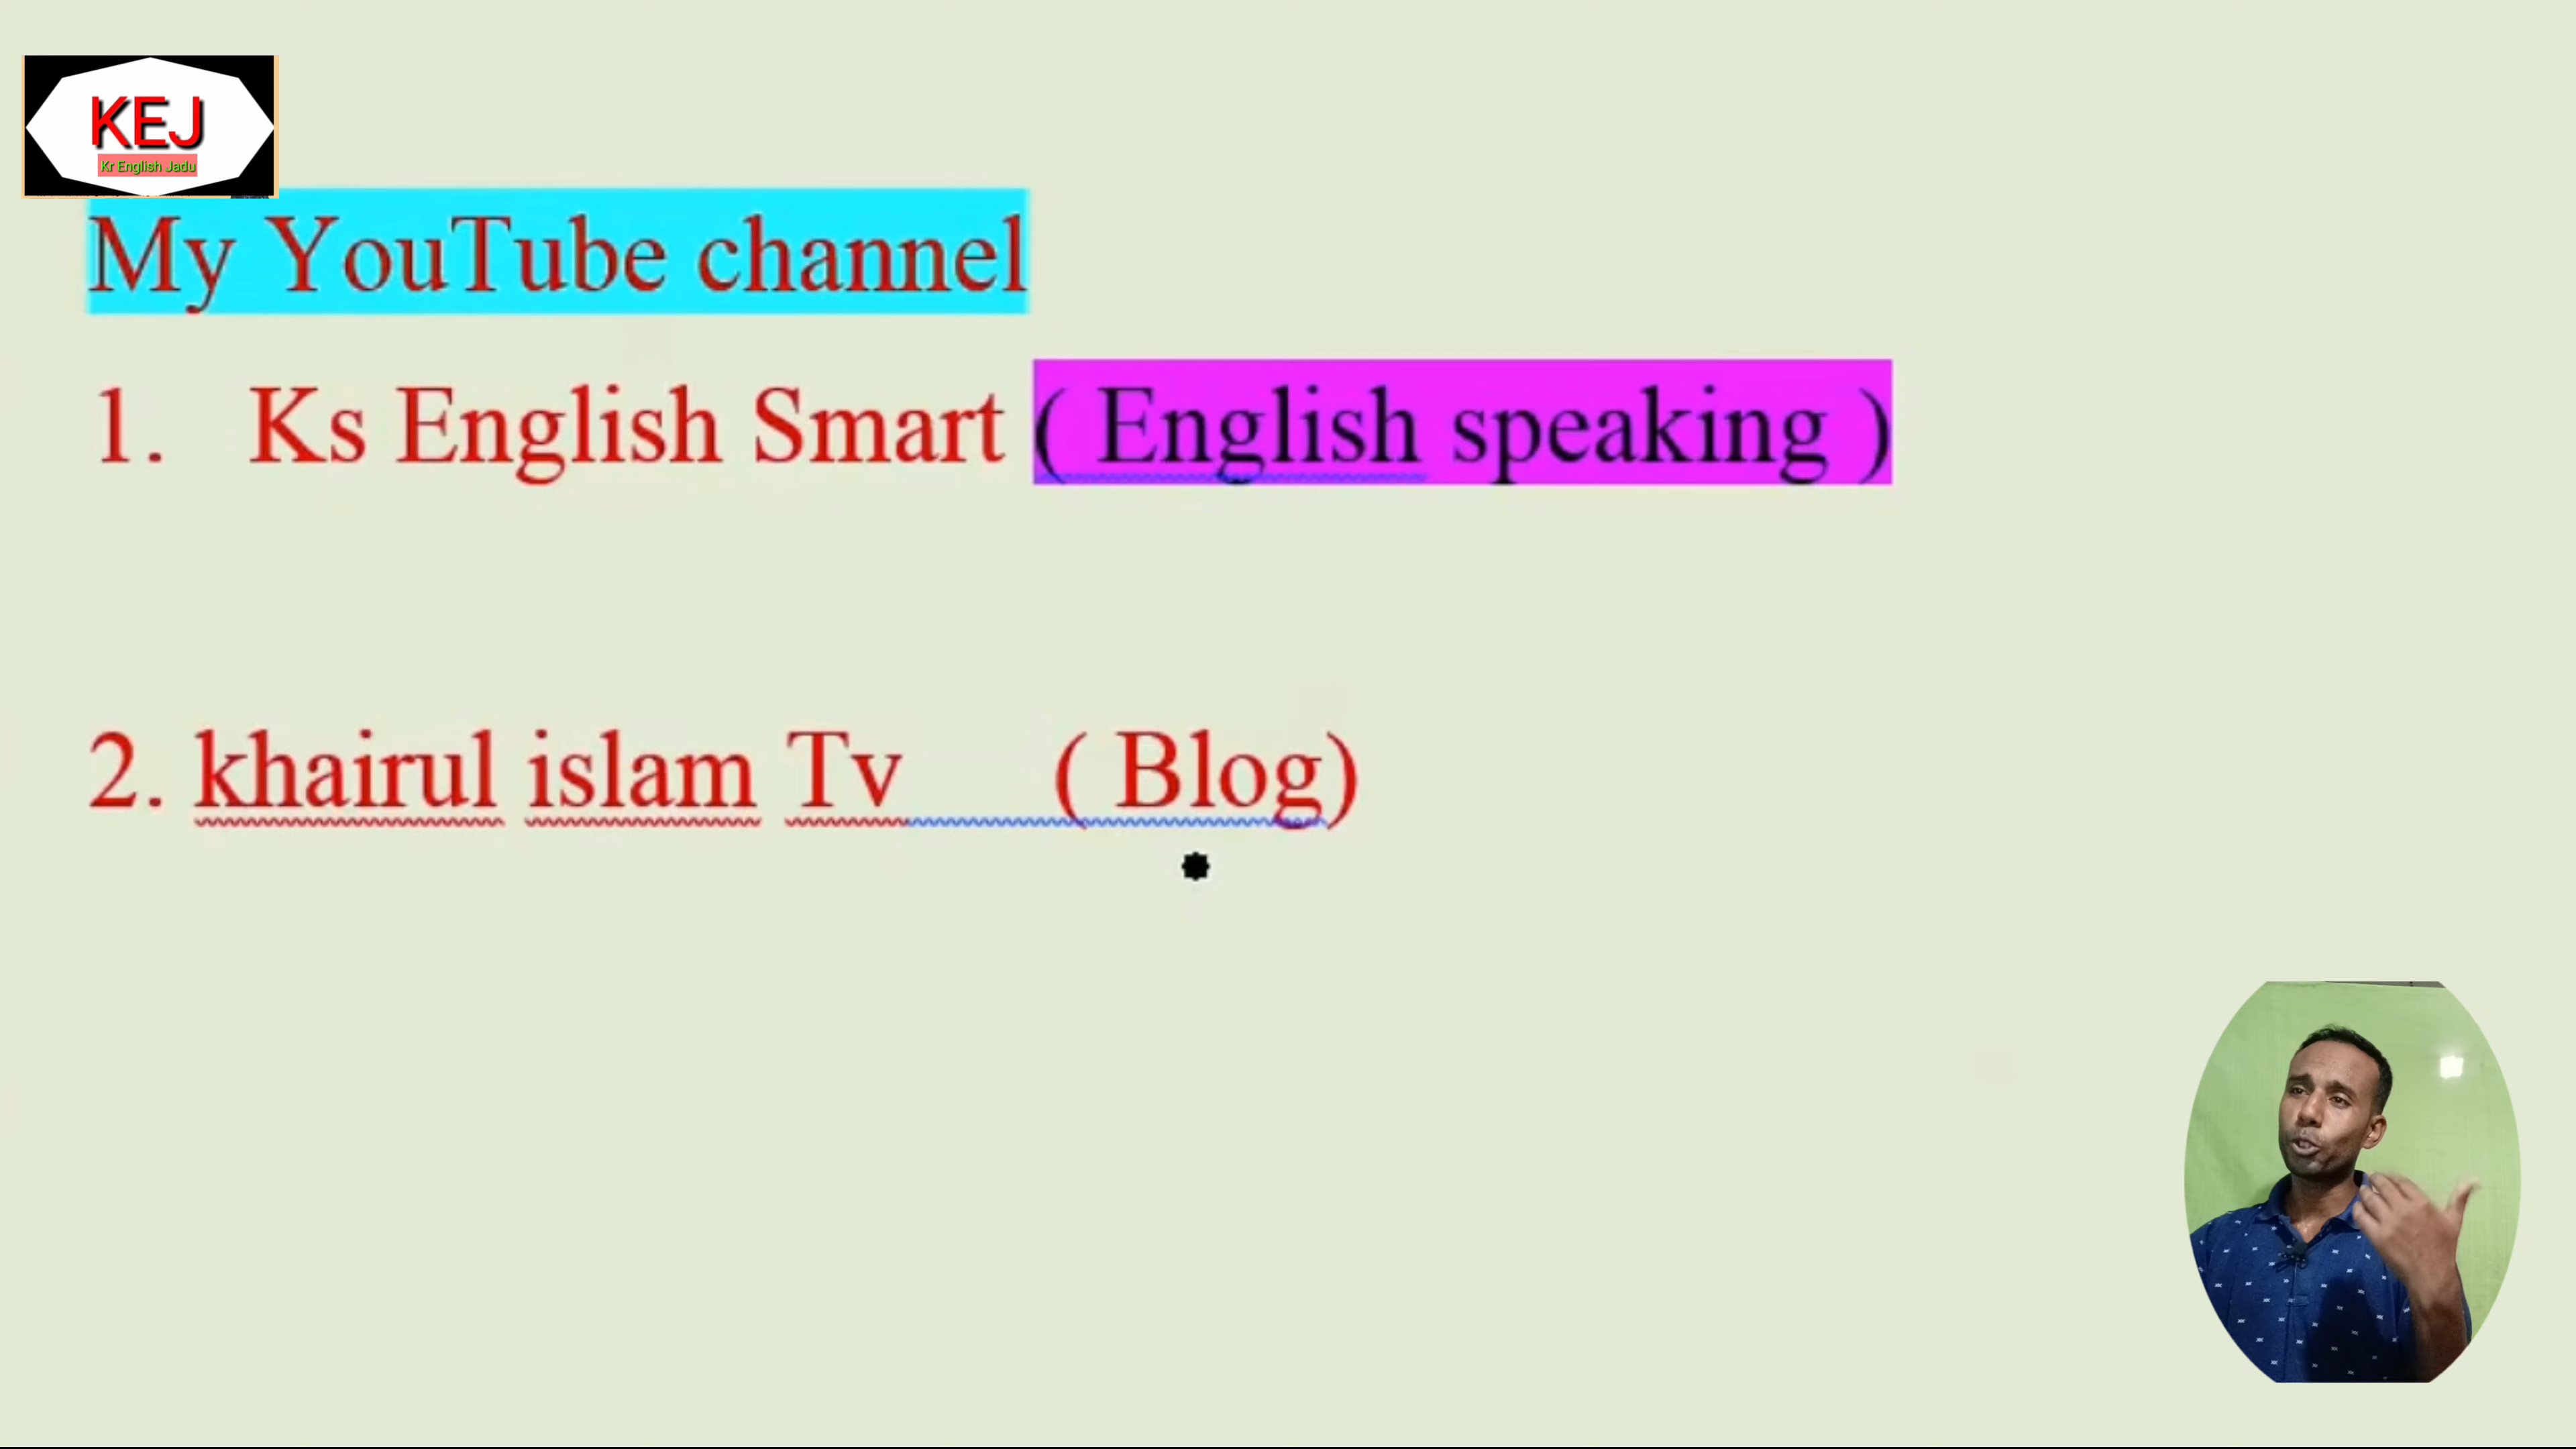 KEJ
Kr English Jadu
My YouTube channel
1. Ks English Smart ( English speaking )
2. khairul islam Tv ( Blog)